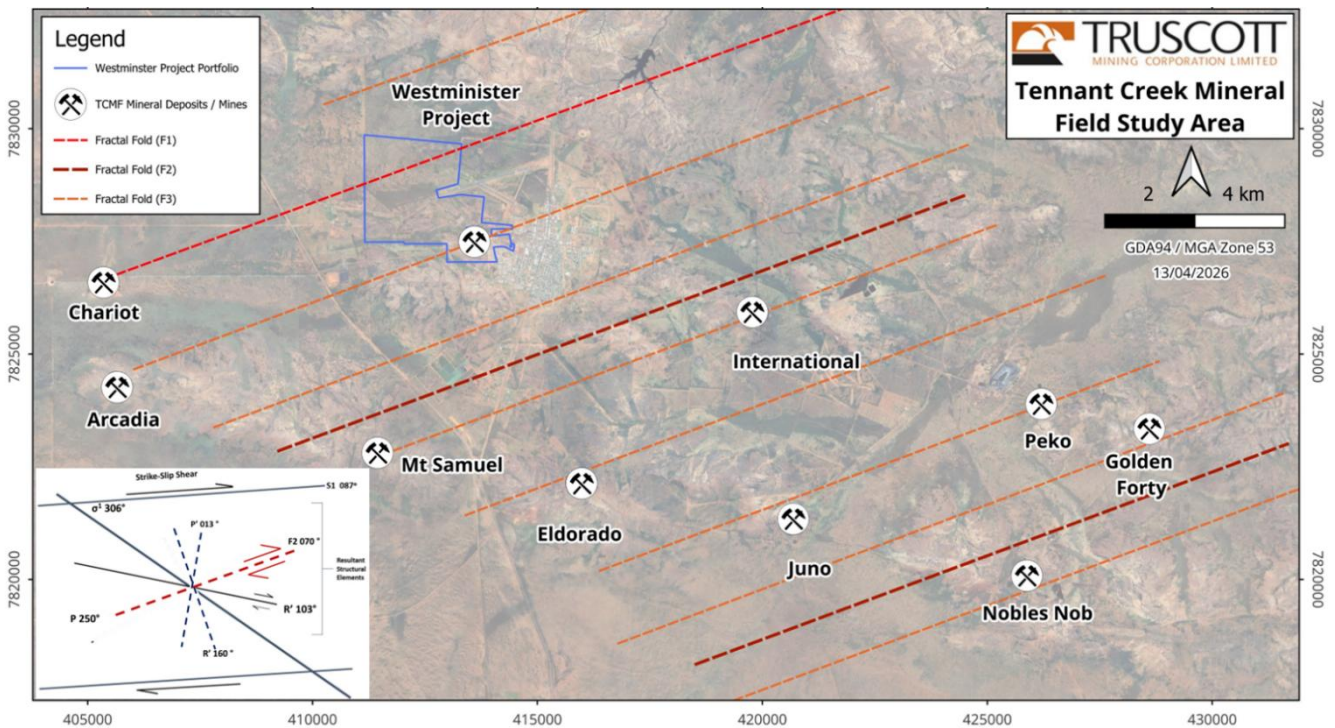 Legend
Westminster Project Portfolio
TCMF Mineral Deposits / Mines
Fractal Fold (F1)
Fractal Fold (F2)
Fractal Fold (F3)
TRUSCOTT
MINING CORPORATION LIMITED
Tennant Creek Mineral
Field Study Area
2 4 km
GDA94 / MGA Zone 53
13/04/2026
Westminister
Project
Chariot
Arcadia
Mt Samuel
International
Eldorado
Peko
Golden
Forty
Juno
Nobles Nob
Strike-Slip Shear
S1 087°
σ¹ 306°
P' 013 °
F2 070 °
Resultant
Structural
Elements
R' 103°
P 250°
R' 160 °
7830000
7825000
7820000
7830000
7825000
7820000
405000
410000
415000
420000
425000
430000